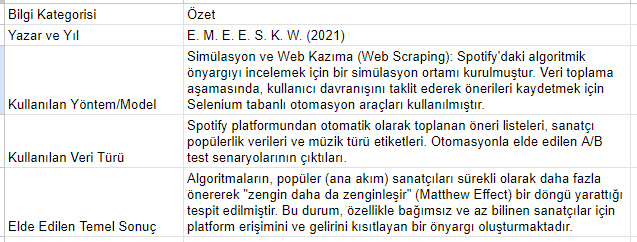 Bilgi Kategorisi Özet
Yazar ve Yıl E. M. E. E. S. K. W. (2021)
Simülasyon ve Web Kazıma (Web Scraping): Spotify'daki algoritmik
önyargıyı incelemek için bir simülasyon ortamı kurulmuştur. Veri toplama
aşamasında, kullanıcı davranışını taklit ederek önerileri kaydetmek için
Kullanılan Yöntem/Model Selenium tabanlı otomasyon araçları kullanılmıştır.
Spotify platformundan otomatik olarak toplanan öneri listeleri, sanatçı
popülerlik verileri ve müzik türü etiketleri. Otomasyonla elde edilen A/B
Kullanılan Veri Türü test senaryolarının çıktıları.
Algoritmaların, popüler (ana akım) sanatçıları sürekli olarak daha fazla
önererek "zengin daha da zenginleşir" (Matthew Effect) bir döngü yarattığı
tespit edilmiştir. Bu durum, özellikle bağımsız ve az bilinen sanatçılar için
Elde Edilen Temel Sonuç platform erişimini ve gelirini kısıtlayan bir önyargı oluşturmaktadır.